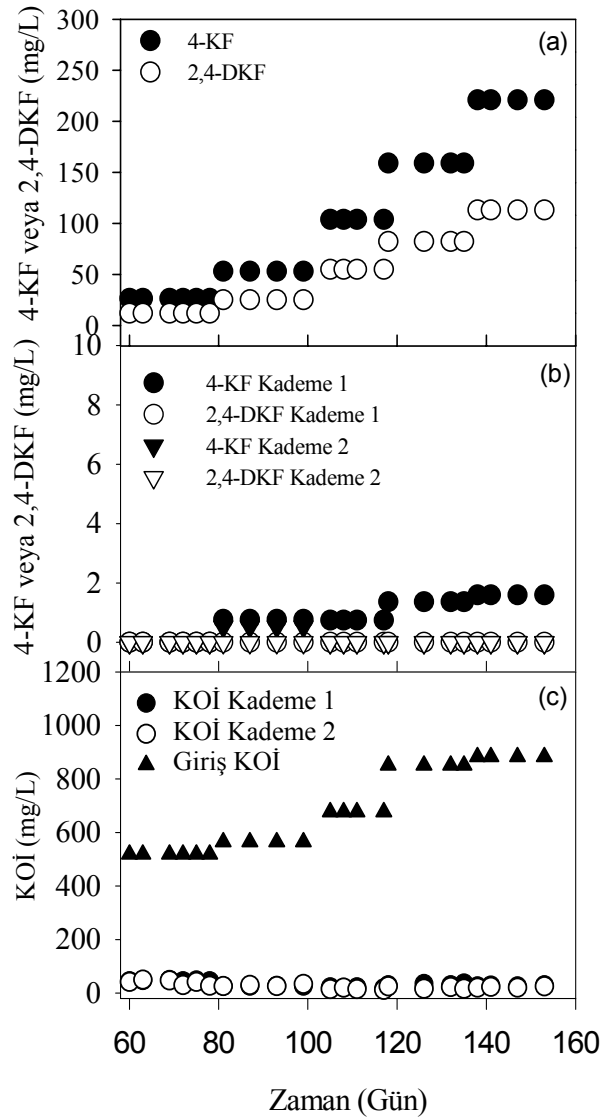 4-KF veya 2,4-DKF (mg/L)
300
250
200
150
100
50
0
4-KF
2,4-DKF
(a)
4-KF veya 2,4-DKF (mg/L)
10
8
6
4
2
0
4-KF Kademe 1
2,4-DKF Kademe 1
4-KF Kademe 2
2,4-DKF Kademe 2
(b)
KOİ (mg/L)
1200
1000
800
600
400
200
0
KOİ Kademe 1
KOİ Kademe 2
Giriş KOİ
(c)
60 80 100 120 140 160
Zaman (Gün)